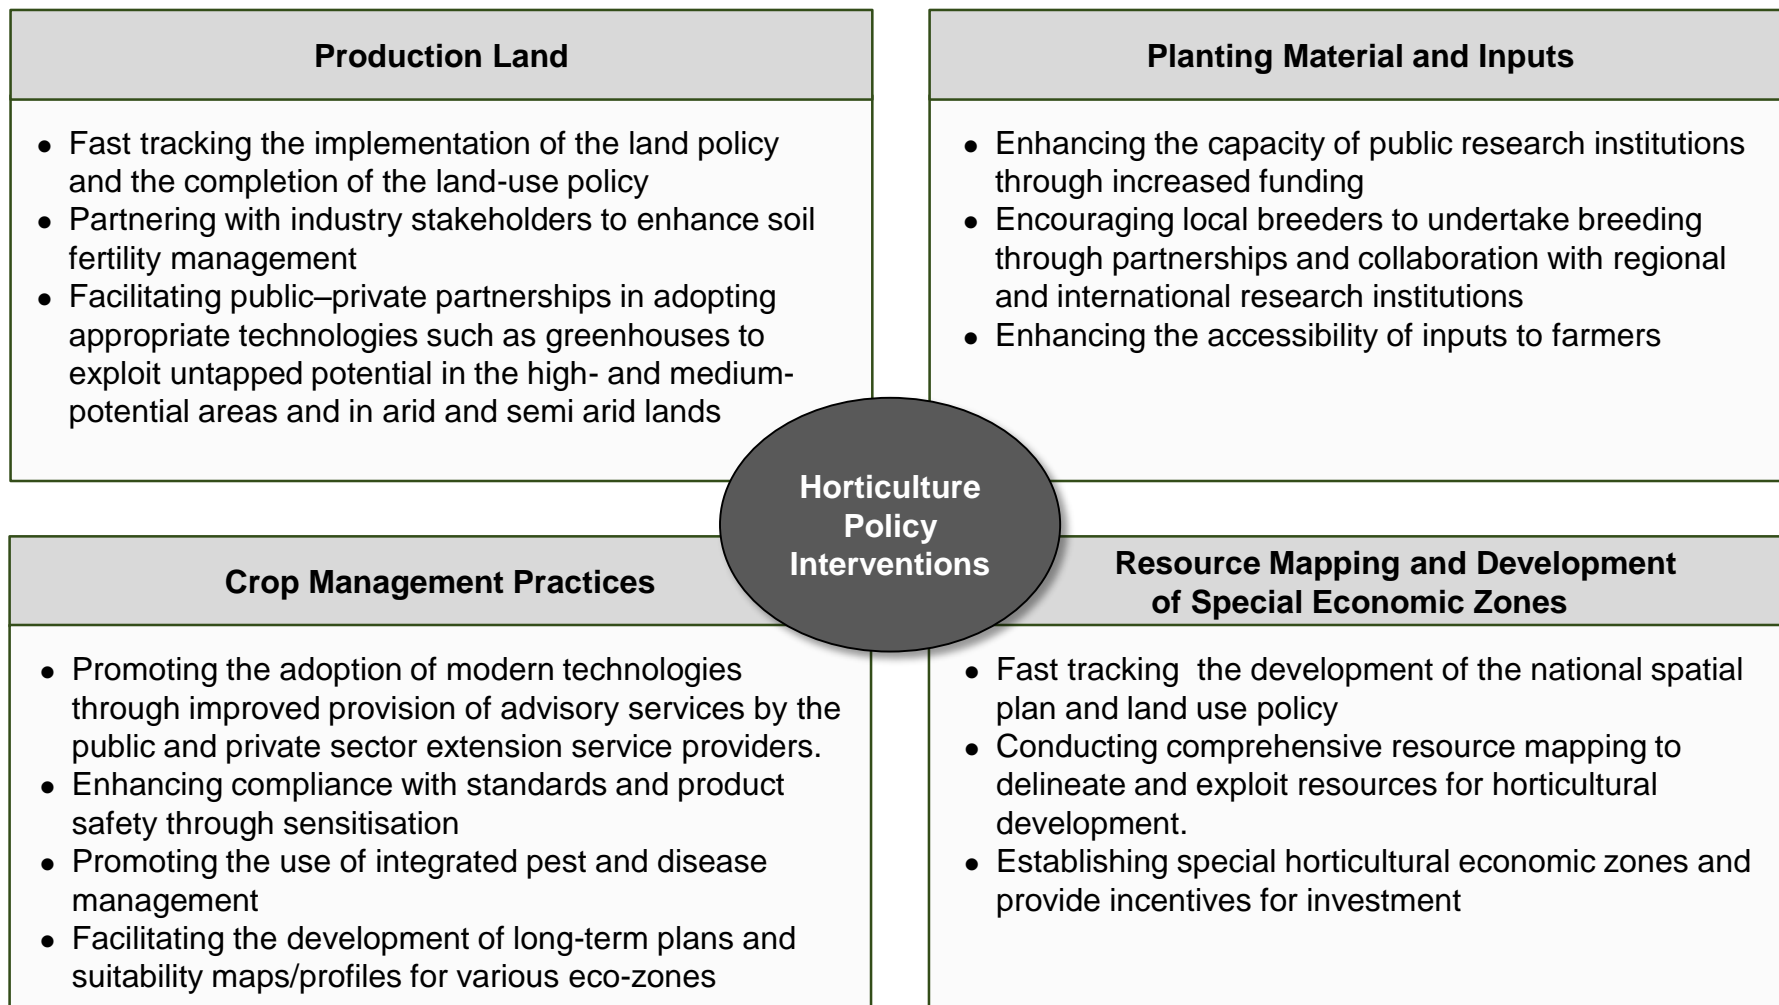 Production Land
● Fast tracking the implementation of the land policy
and the completion of the land-use policy
● Partnering with industry stakeholders to enhance soil
fertility management
● Facilitating public–private partnerships in adopting
appropriate technologies such as greenhouses to
exploit untapped potential in the high- and medium-
potential areas and in arid and semi arid lands
Planting Material and Inputs
● Enhancing the capacity of public research institutions
through increased funding
● Encouraging local breeders to undertake breeding
through partnerships and collaboration with regional
and international research institutions
● Enhancing the accessibility of inputs to farmers
Horticulture
Policy
Interventions
Crop Management Practices
● Promoting the adoption of modern technologies
through improved provision of advisory services by the
public and private sector extension service providers.
● Enhancing compliance with standards and product
safety through sensitisation
● Promoting the use of integrated pest and disease
management
● Facilitating the development of long-term plans and
suitability maps/profiles for various eco-zones
Resource Mapping and Development
of Special Economic Zones
● Fast tracking  the development of the national spatial
plan and land use policy
● Conducting comprehensive resource mapping to
delineate and exploit resources for horticultural
development.
● Establishing special horticultural economic zones and
provide incentives for investment